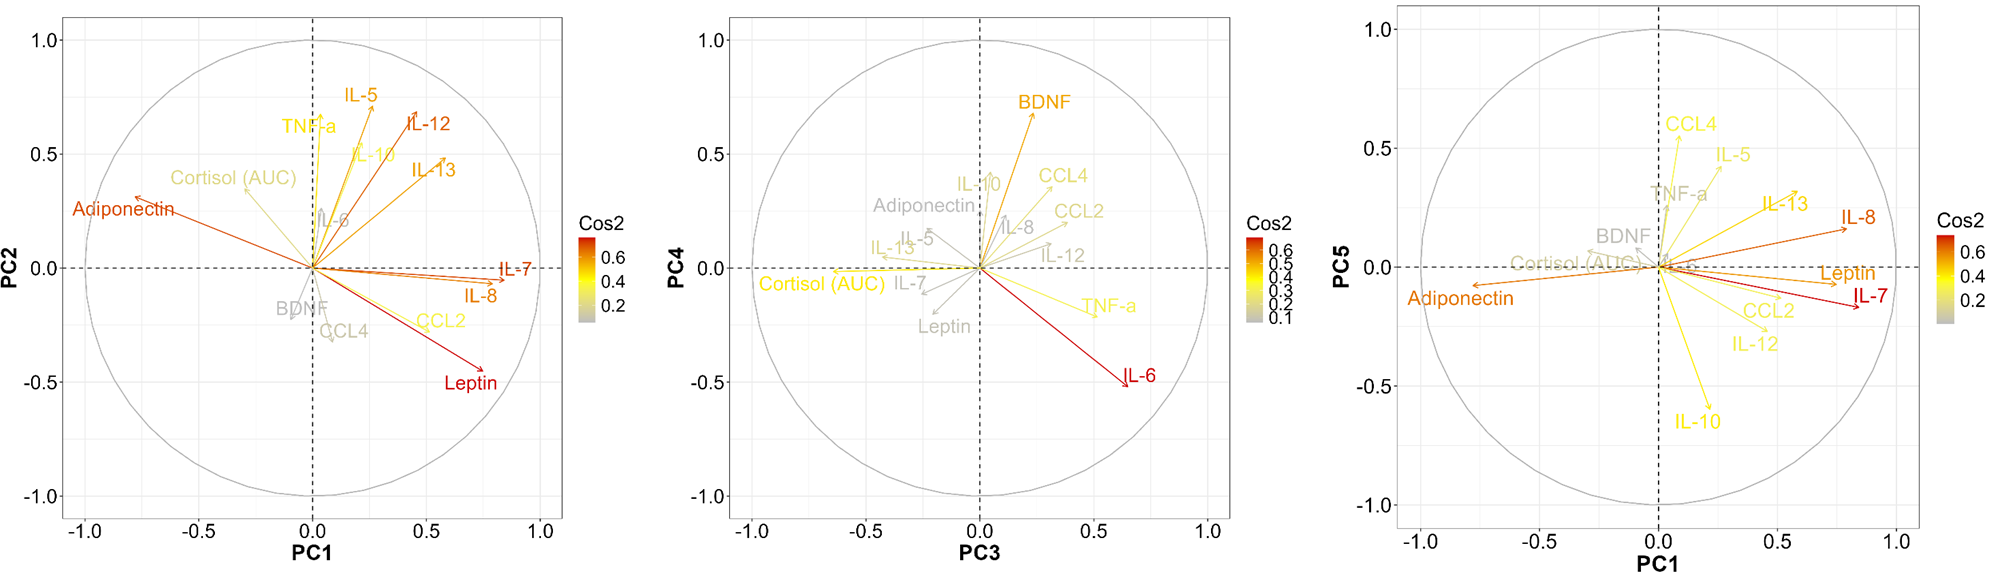 1.0
0.5
0.0
-0.5
-1.0
PC2
IL-5
TNF-a
IL-12
IL-10
IL-13
Cortisol (AUC)
Adiponectin
IL-6
IL-7
IL-8
BDNF
CCL4
CCL2
Leptin
-1.0 -0.5 0.0 0.5 1.0
PC1
Cos2
0.6
0.4
0.2
1.0
0.5
0.0
-0.5
-1.0
PC4
BDNF
IL-10
CCL4
Adiponectin
CCL2
IL-8
IL-5
IL-13
IL-12
Cortisol (AUC)
IL-7
TNF-a
Leptin
IL-6
-1.0 -0.5 0.0 0.5 1.0
PC3
Cos2
0.6
0.5
0.4
0.3
0.2
0.1
1.0
0.5
0.0
-0.5
-1.0
PC5
CCL4
IL-5
TNF-a
IL-13
IL-8
BDNF
Cortisol (AUC)
IL-6
Leptin
Adiponectin
IL-7
CCL2
IL-12
IL-10
-1.0 -0.5 0.0 0.5 1.0
PC1
Cos2
0.6
0.4
0.2